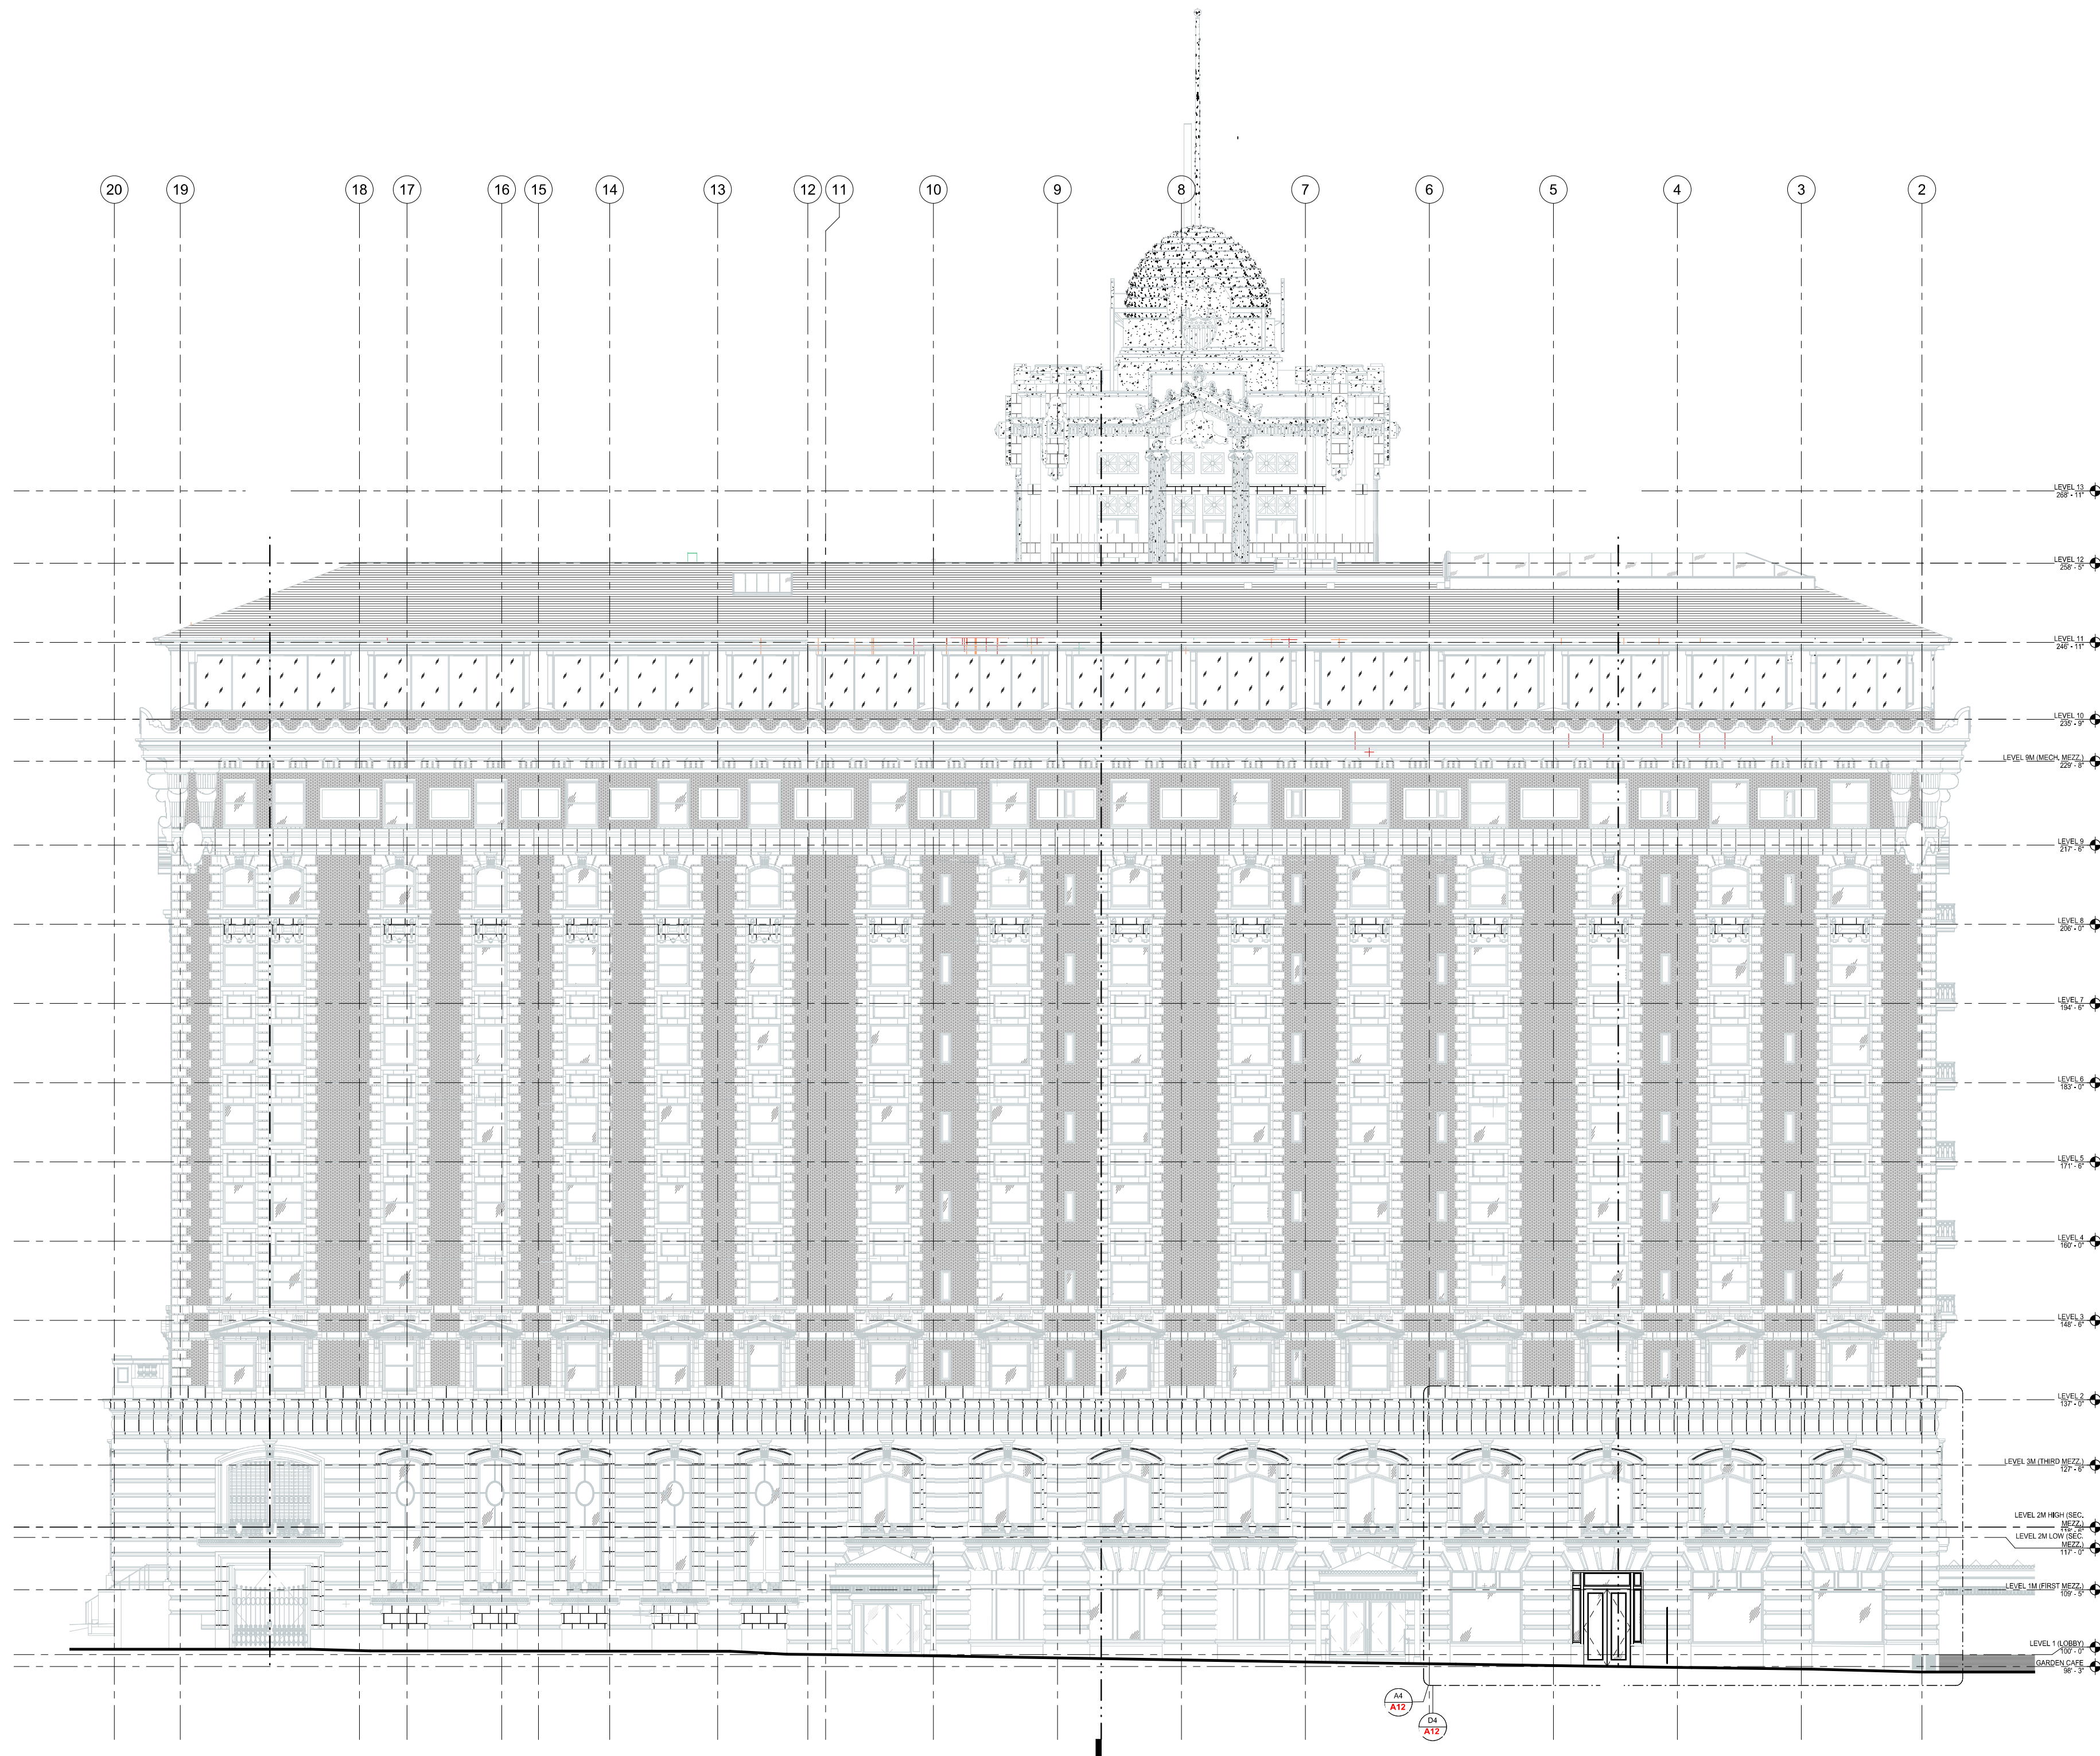 20 19 18 17 16 15 14 13 12 11 10 9 8 7 6 5 4 3 2
LEVEL 13
268' - 11"
LEVEL 12
258' - 5"
LEVEL 11
246' - 11"
LEVEL 10
235' - 9"
LEVEL 9M (MECH. MEZZ.)
229' - 8"
LEVEL 9
217' - 6"
LEVEL 8
206' - 0"
LEVEL 7
194' - 6"
LEVEL 6
183' - 0"
LEVEL 5
171' - 6"
LEVEL 4
160' - 0"
LEVEL 3
148' - 6"
LEVEL 2
137' - 0"
LEVEL 3M (THIRD MEZZ.)
127' - 6"
LEVEL 2M HIGH (SEC.
MEZZ.)
LEVEL 2M LOW (SEC.
MEZZ.)
117' - 0"
LEVEL 1M (FIRST MEZZ.)
109' - 5"
LEVEL 1 (LOBBY)
100' - 0"
GARDEN CAFE
98' - 3"
A4
A12
D4
A12